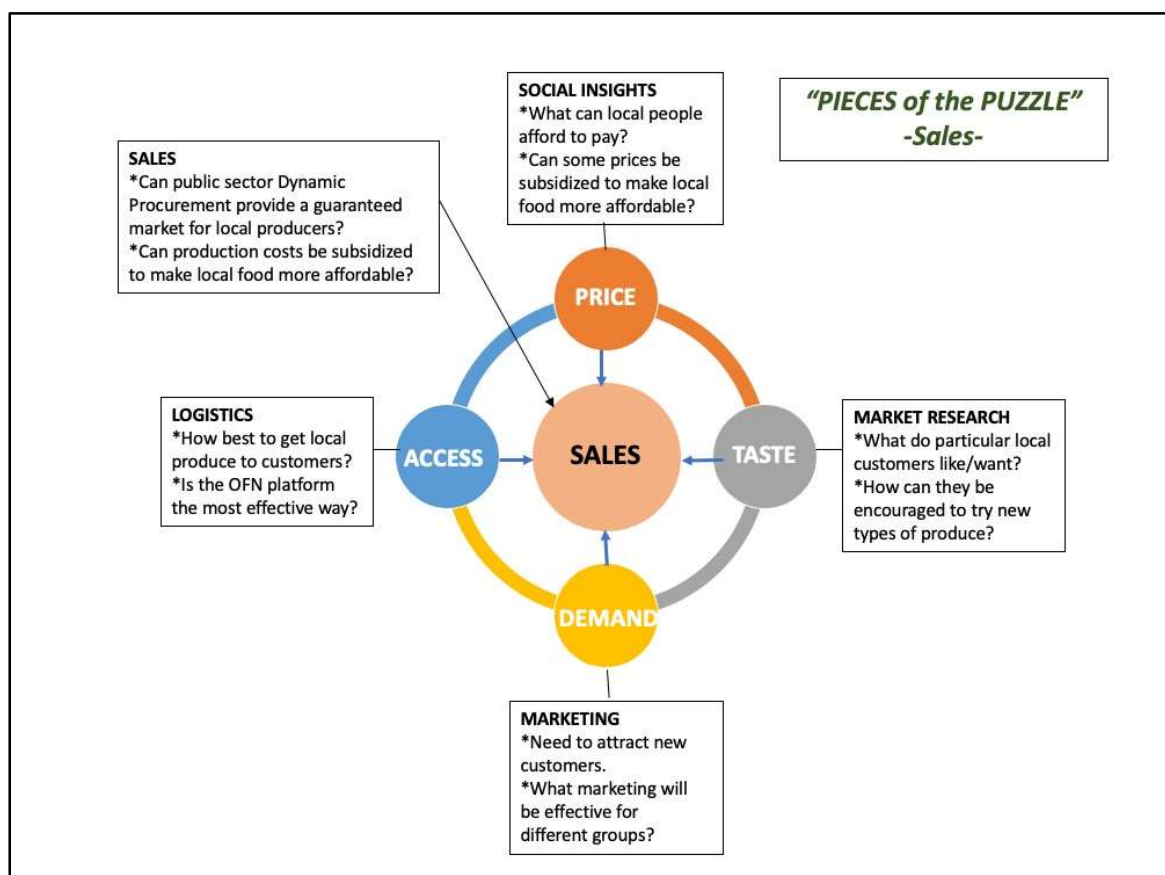 "PIECES of the PUZZLE"
-Sales-
SOCIAL INSIGHTS
*What can local people
afford to pay?
*Can some prices be
subsidized to make local
food more affordable?
SALES
*Can public sector Dynamic
Procurement provide a guaranteed
market for local producers?
*Can production costs be subsidized
to make local food more affordable?
PRICE
LOGISTICS
*How best to get local
produce to customers?
*Is the OFN platform
the most effective way?
ACCESS
SALES
TASTE
MARKET RESEARCH
*What do particular local
customers like/want?
*How can they be
encouraged to try new
types of produce?
DEMAND
MARKETING
*Need to attract new
customers.
*What marketing will
be effective for
different groups?